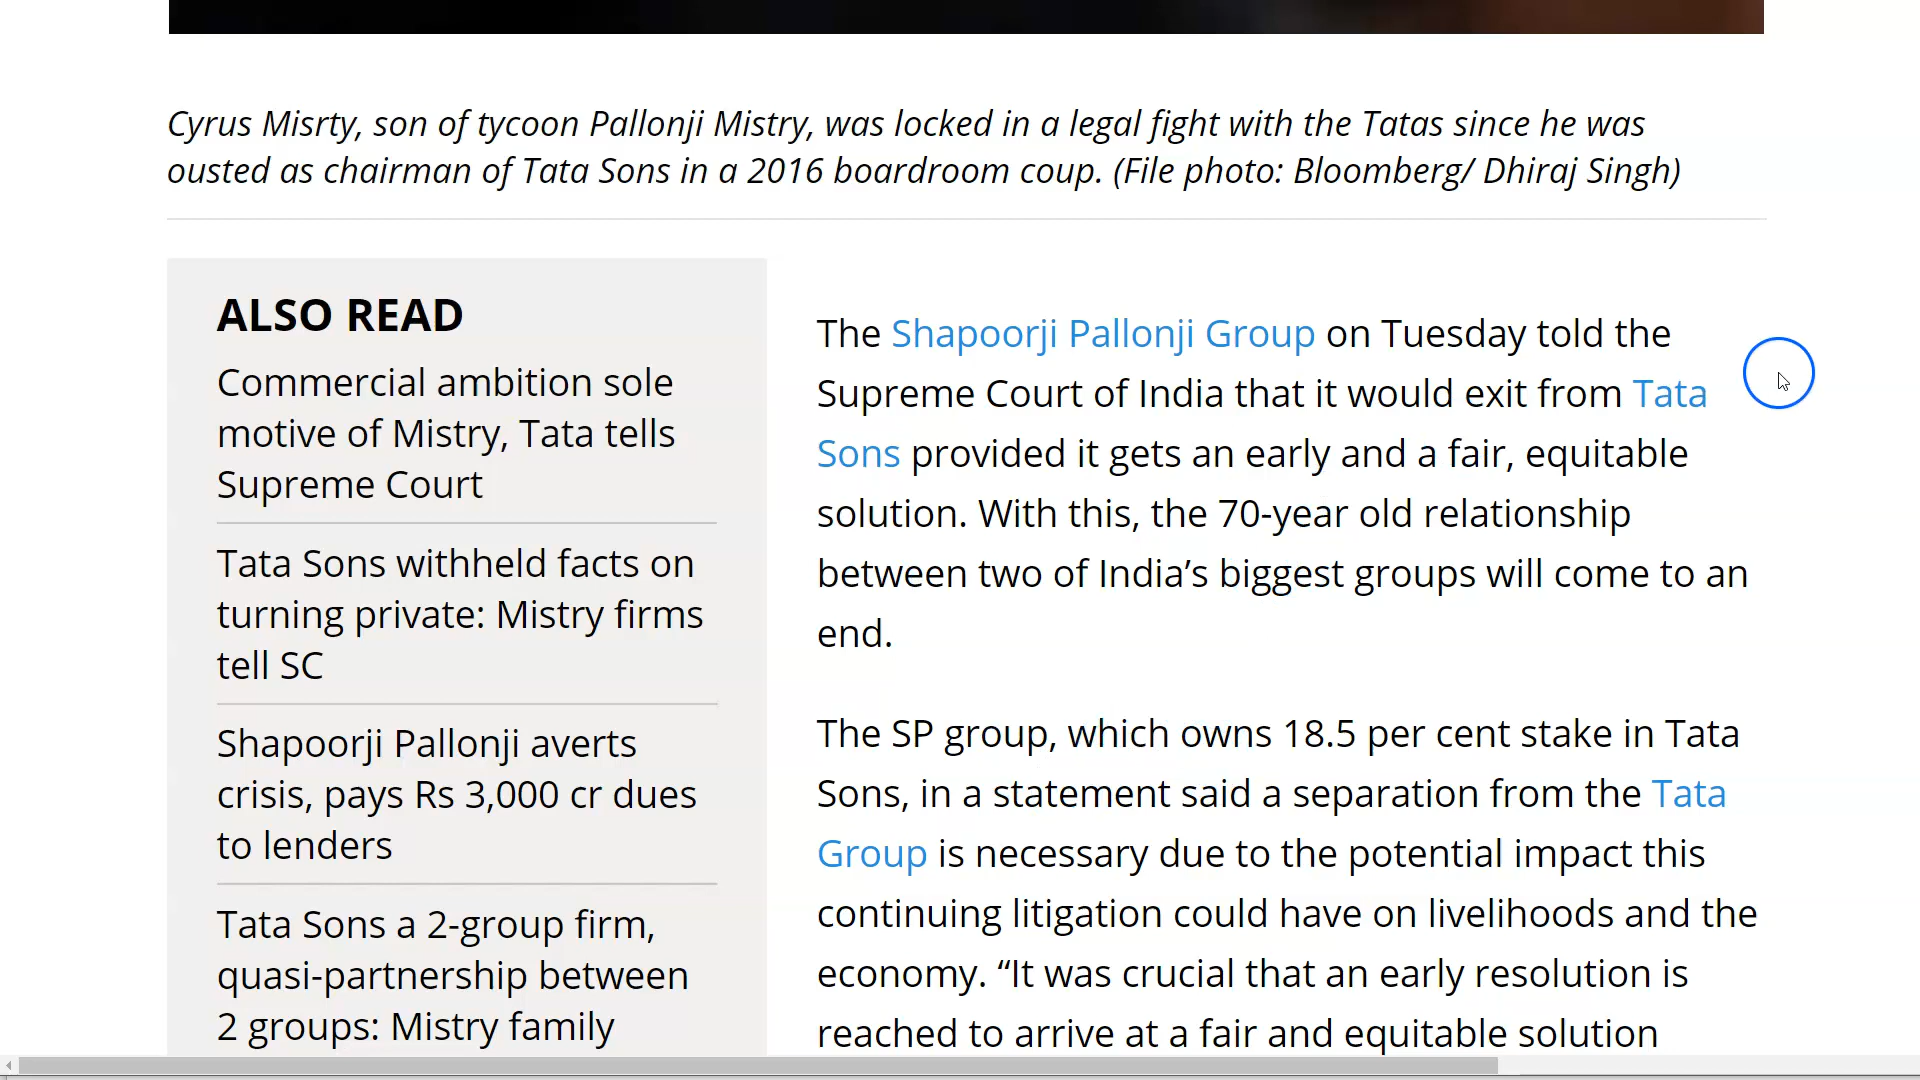 Cyrus Misrty, son of tycoon Pallonji Mistry, was locked in a legal fight with the Tatas since he was
ousted as chairman of Tata Sons in a 2016 boardroom coup. (File photo: Bloomberg/ Dhiraj Singh)
ALSO READ
Commercial ambition sole
motive of Mistry, Tata tells
Supreme Court
Tata Sons withheld facts on
turning private: Mistry firms
tell SC
Shapoorji Pallonji averts
crisis, pays Rs 3,000 cr dues
to lenders
Tata Sons a 2-group firm,
quasi-partnership between
2 groups: Mistry family
The Shapoorji Pallonji Group on Tuesday told the
Supreme Court of India that it would exit from Tata
Sons provided it gets an early and a fair, equitable
solution. With this, the 70-year old relationship
between two of India’s biggest groups will come to an
end.
The SP group, which owns 18.5 per cent stake in Tata
Sons, in a statement said a separation from the Tata
Group is necessary due to the potential impact this
continuing litigation could have on livelihoods and the
economy. “It was crucial that an early resolution is
reached to arrive at a fair and equitable solution